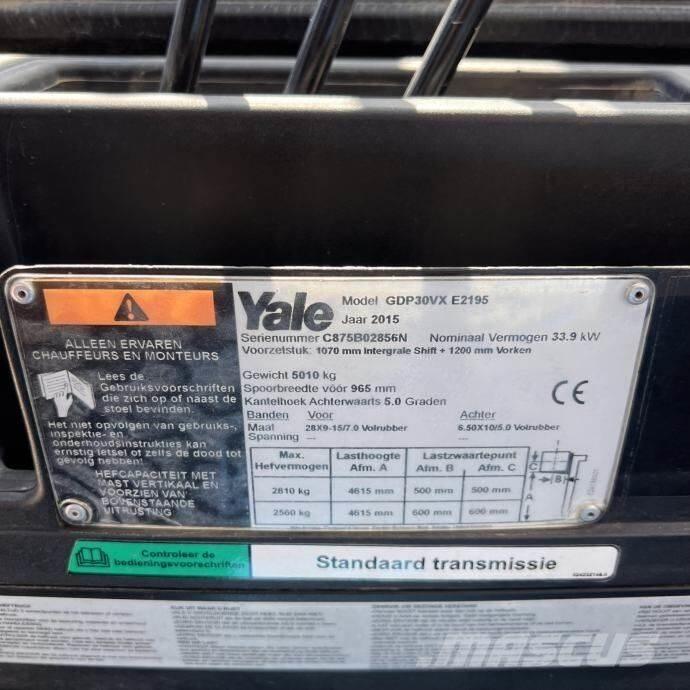 ALLEEN ERVAREN
CHAUFFEURS EN MONTEURS
Lees de
Gebruiksvoorschriften
die zich op of naast de
stoel bevinden.
Het niet opvolgen van gebruiks-,
inspektie- en
onderhoudsinstrukties kan
ernstig letsel of zelfs de dood tot
gevolg hebben.
HEFCAPACITEIT MET
MAST VERTIKAAL EN
VOORZIEN VAN
BOVENSTAANDE
UITRUSTING
Yale Model GDP30VX E2195
Jaar 2015
Serienummer C875B02856N Nominaal Vermogen 33.9 kW
Voorzetstuk: 1070 mm Intergrale Shift + 1200 mm Vorken
Gewicht 5010 kg
Spoorbreedte vóór 965 mm
Kantelhoek Achterwaarts 5.0 Graden
CE
Banden Voor Achter
Maat 28X9-15/7.0 Volrubber 6.50X10/5.0 Volrubber
Spanning --- ---
Max. Hefvermogen Lasthoogte Afm. A Lastzwaartepunt Afm. B Afm. C
2810 kg 4615 mm 500 mm 500 mm
2560 kg 4615 mm 600 mm 600 mm
C
B
A
Controleer de
bedieningsvoorschriften
Standaard transmissie
MASCUS